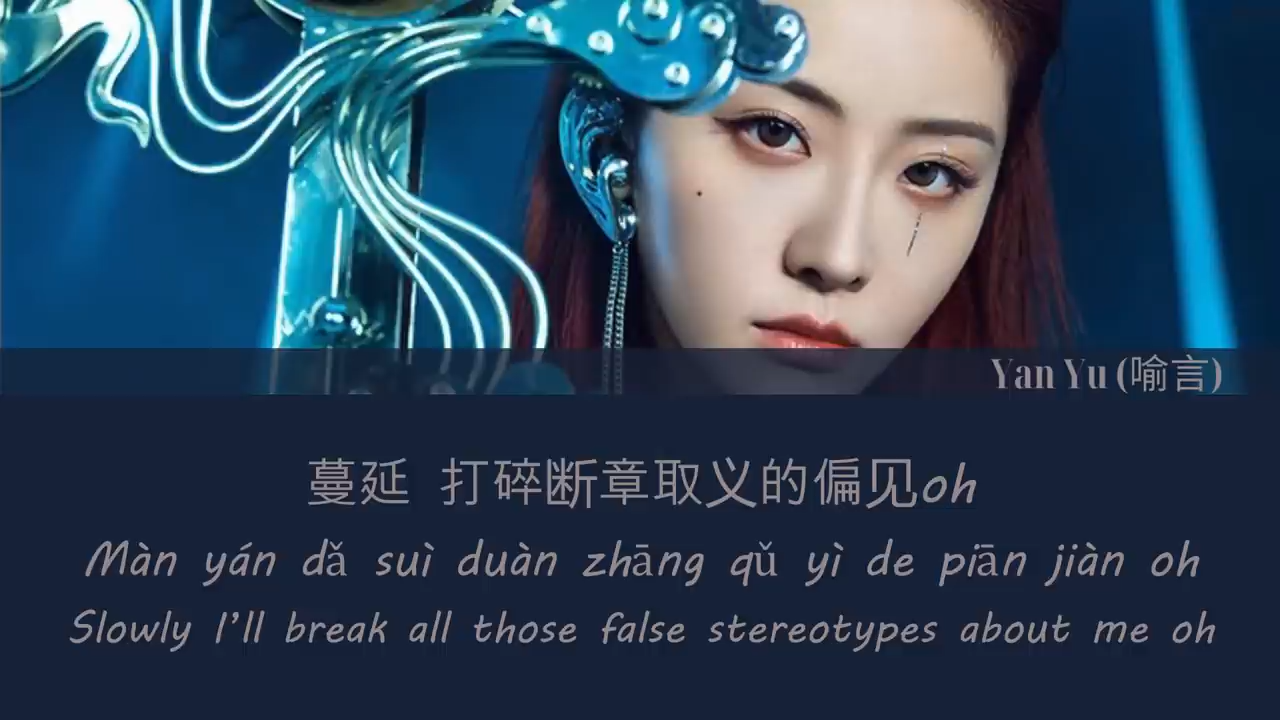 Yan Yu (喻言)
蔓延 打碎断章取义的偏见oh
Màn yán dǎ suì duàn zhāng qǔ yì de piān jiàn oh
Slowly I'll break all those false stereotypes about me oh